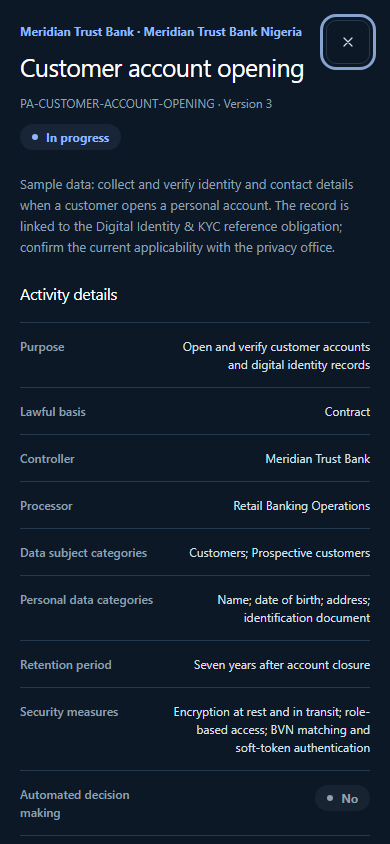 Meridian Trust Bank · Meridian Trust Bank Nigeria
Customer account opening
PA-CUSTOMER-ACCOUNT-OPENING · Version 3
In progress
Sample data: collect and verify identity and contact details
when a customer opens a personal account. The record is
linked to the Digital Identity & KYC reference obligation;
confirm the current applicability with the privacy office.
Activity details
Purpose
Open and verify customer accounts
and digital identity records
Lawful basis
Contract
Controller
Meridian Trust Bank
Processor
Retail Banking Operations
Data subject categories
Customers; Prospective customers
Personal data categories
Name; date of birth; address;
identification document
Retention period
Seven years after account closure
Security measures
Encryption at rest and in transit; role-
based access; BVN matching and
soft-token authentication
Automated decision
making
No